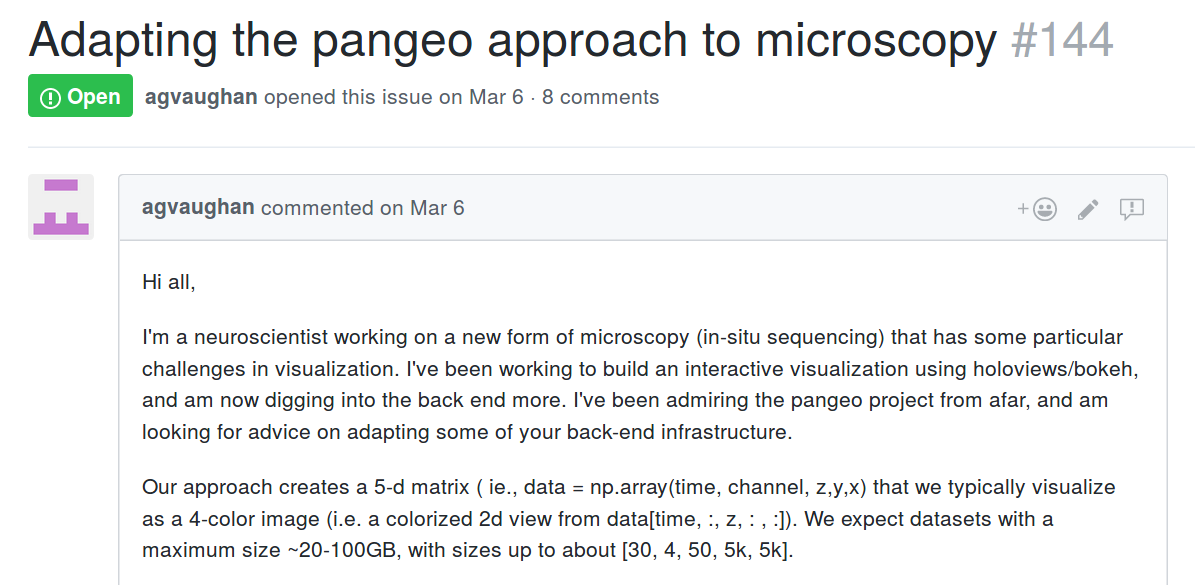 Adapting the pangeo approach to microscopy #144
Open agvaughan opened this issue on Mar 6 · 8 comments
agvaughan commented on Mar 6
Hi all,
I'm a neuroscientist working on a new form of microscopy (in-situ sequencing) that has some particular
challenges in visualization. I've been working to build an interactive visualization using holoviews/bokeh,
and am now digging into the back end more. I've been admiring the pangeo project from afar, and am
looking for advice on adapting some of your back-end infrastructure.
Our approach creates a 5-d matrix ( ie., data = np.array(time, channel, z,y,x) that we typically visualize
as a 4-color image (i.e. a colorized 2d view from data[time, :, z, : , :]). We expect datasets with a
maximum size ~20-100GB, with sizes up to about [30, 4, 50, 5k, 5k].